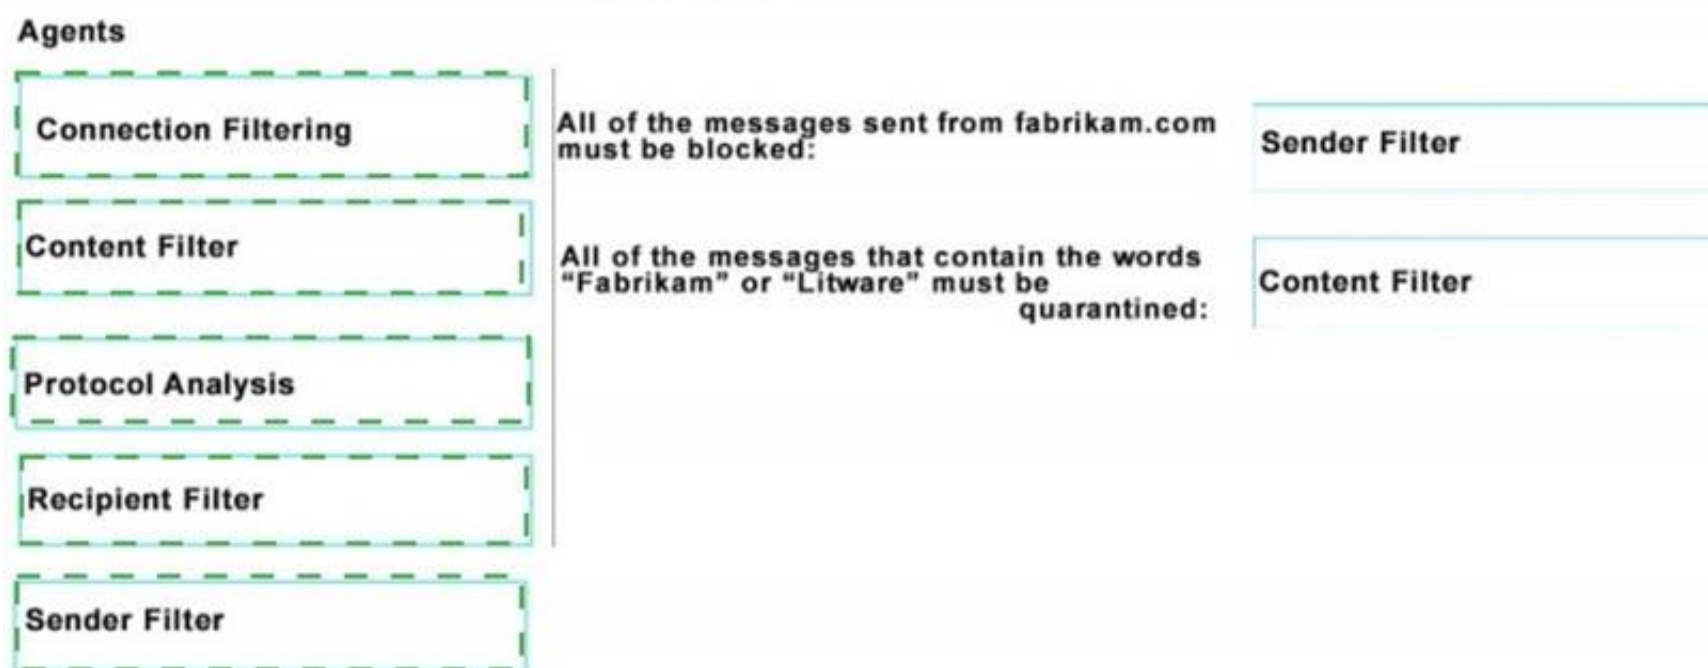 Agents
Connection Filtering
Content Filter
Protocol Analysis
Recipient Filter
Sender Filter
All of the messages sent from fabrikam.com
must be blocked:
Sender Filter
All of the messages that contain the words
“Fabrikam” or “Litware” must be
quarantined:
Content Filter